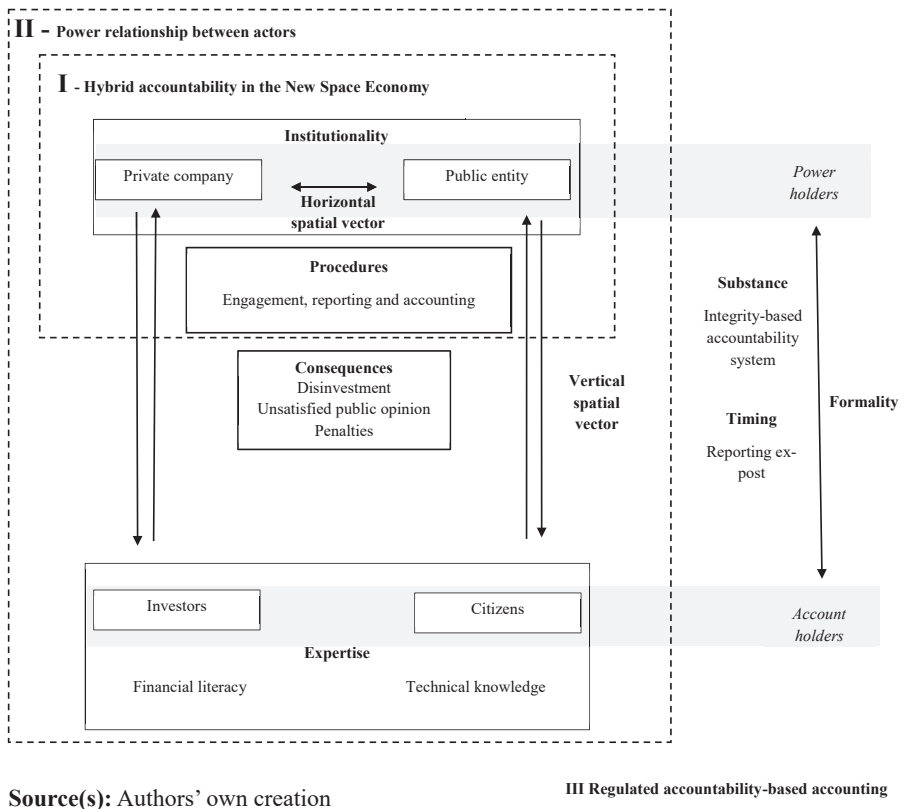 II - Power relationship between actors
I - Hybrid accountability in the New Space Economy
Institutionality
Private company
Public entity
Horizontal
spatial vector
Power
holders
Procedures
Engagement, reporting and accounting
Consequences
Disinvestment
Unsatisfied public opinion
Penalties
Vertical
spatial
vector
Substance
Integrity-based
accountability
system
Timing
Reporting ex-
post
Formality
Investors
Citizens
Account
holders
Expertise
Financial literacy
Technical knowledge
III Regulated accountability-based accounting
Source(s): Authors' own creation